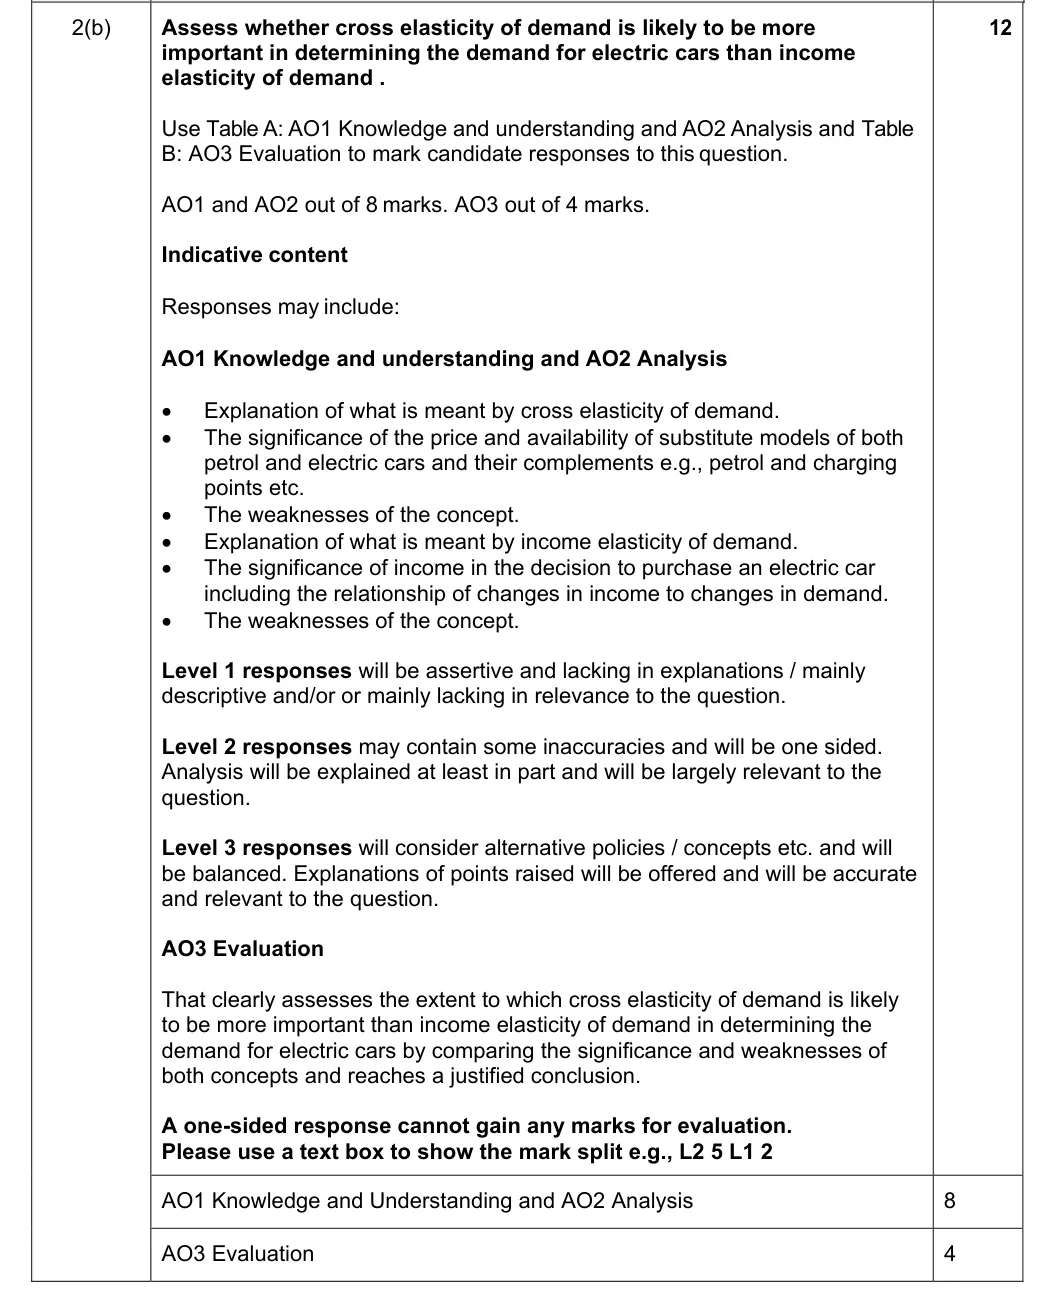 2(b)
Assess whether cross elasticity of demand is likely to be more 12
important in determining the demand for electric cars than income
elasticity of demand .
Use Table A: AO1 Knowledge and understanding and AO2 Analysis and Table
B: AO3 Evaluation to mark candidate responses to this question.
AO1 and AO2 out of 8 marks. AO3 out of 4 marks.
Indicative content
Responses may include:
AO1 Knowledge and understanding and AO2 Analysis
• Explanation of what is meant by cross elasticity of demand.
• The significance of the price and availability of substitute models of both
petrol and electric cars and their complements e.g., petrol and charging
points etc.
• The weaknesses of the concept.
• Explanation of what is meant by income elasticity of demand.
• The significance of income in the decision to purchase an electric car
including the relationship of changes in income to changes in demand.
• The weaknesses of the concept.
Level 1 responses will be assertive and lacking in explanations / mainly
descriptive and/or or mainly lacking in relevance to the question.
Level 2 responses may contain some inaccuracies and will be one sided.
Analysis will be explained at least in part and will be largely relevant to the
question.
Level 3 responses will consider alternative policies / concepts etc. and will
be balanced. Explanations of points raised will be offered and will be accurate
and relevant to the question.
AO3 Evaluation
That clearly assesses the extent to which cross elasticity of demand is likely
to be more important than income elasticity of demand in determining the
demand for electric cars by comparing the significance and weaknesses of
both concepts and reaches a justified conclusion.
A one-sided response cannot gain any marks for evaluation.
Please use a text box to show the mark split e.g., L2 5 L1 2
AO1 Knowledge and Understanding and AO2 Analysis 8
AO3 Evaluation 4